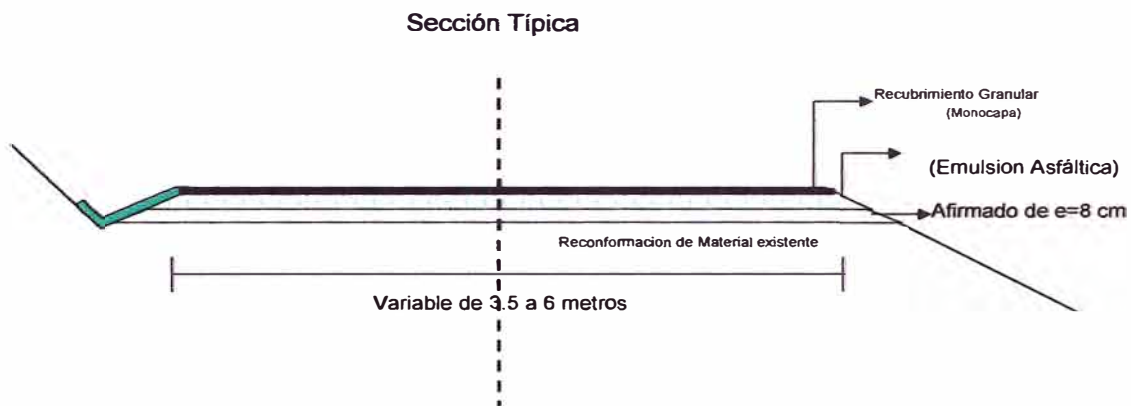 Sección Típica
Recubrimiento Granular
(Monocapa)
(Emulsion Asfáltica)
Afirmado de e=8 cm
Reconformacion de Material existente
Variable de 3.5 a 6 metros